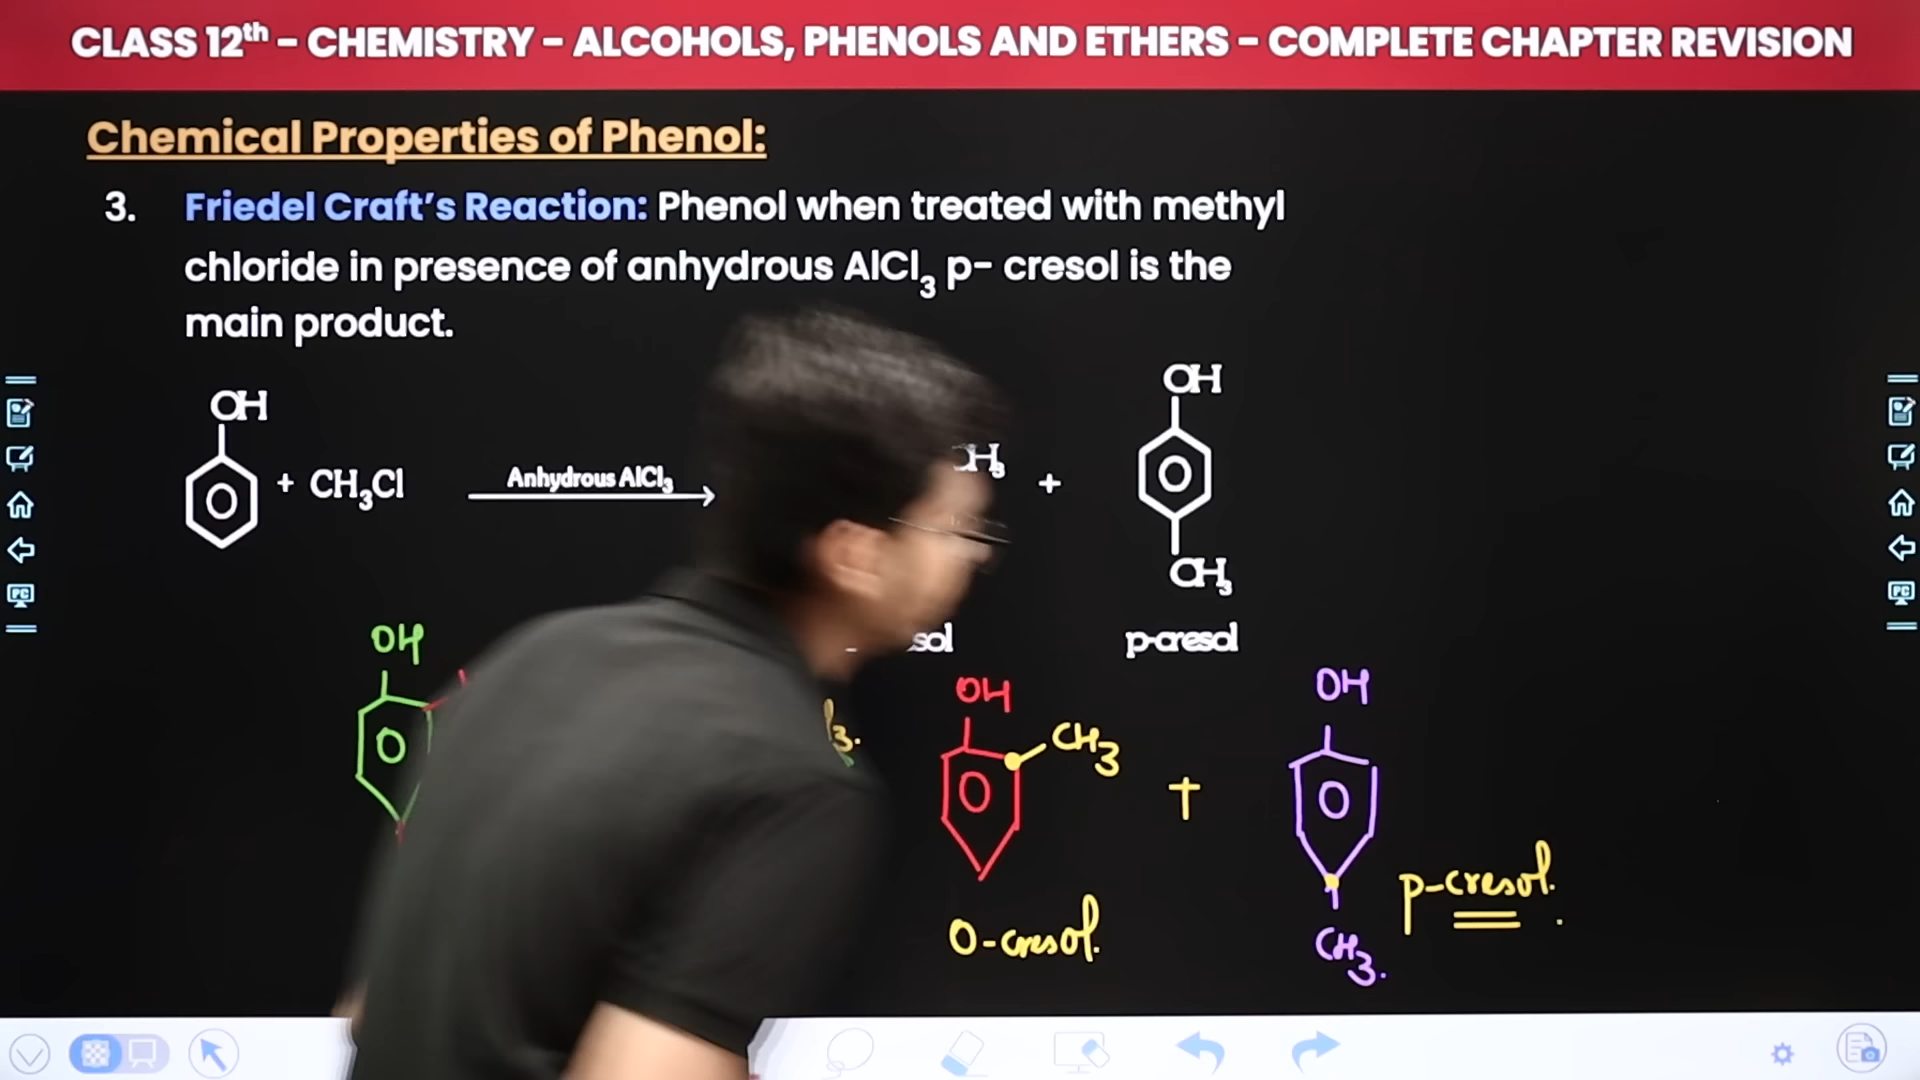 CLASS 12th – CHEMISTRY – ALCOHOLS, PHENOLS AND ETHERS – COMPLETE CHAPTER REVISION
Chemical Properties of Phenol:
3. Friedel Craft's Reaction: Phenol when treated with methyl
chloride in presence of anhydrous AlCl3 p- cresol is the
main product.
OH
+ CH3Cl
Anhydrous AlCl3
+
OH
CH3
p-cresol
OH
OH
CH3
+
OH
CH3.
O-cresol.
p-cresol.
PC
PC